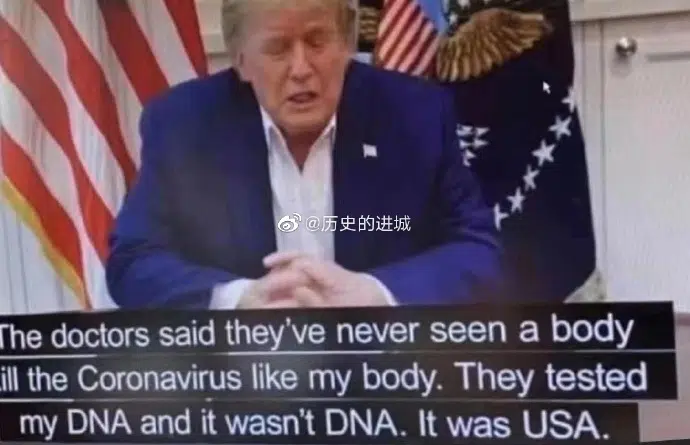 @历史的进城
The doctors said they've never seen a body
ill the Coronavirus like my body. They tested
my DNA and it wasn't DNA. It was USA.